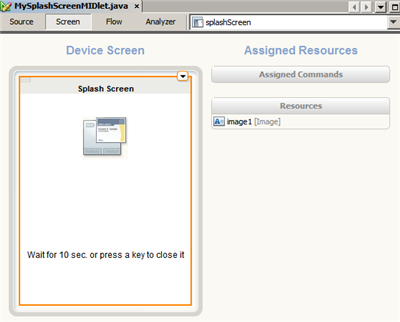 MySplashScreenMIDlet.java
Source Screen Flow Analyzer splashScreen
Device Screen
Assigned Resources
Assigned Commands
Splash Screen
Resources
image1 [Image]
Wait for 10 sec. or press a key to close it